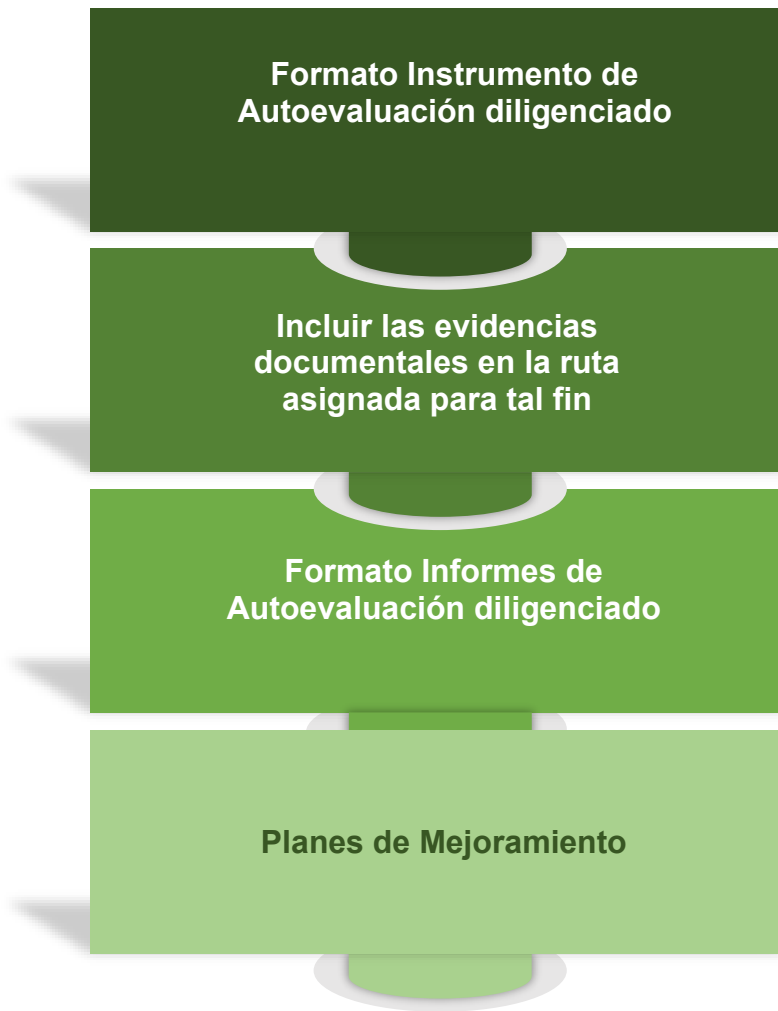 Formato Instrumento de
Autoevaluación diligenciado
Incluir las evidencias
documentales en la ruta
asignada para tal fin
Formato Informes de
Autoevaluación diligenciado
Planes de Mejoramiento